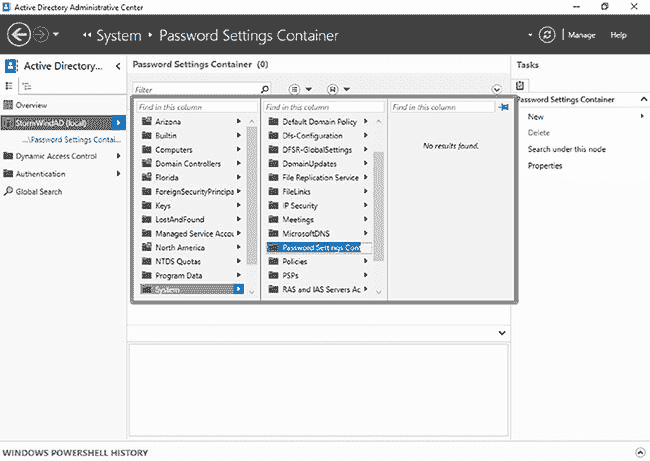 Active Directory Administrative Center
System Password Settings Container
Manage Help
Active Directory...
Overview
StormWindAD (local)
...\Password Settings Contai...
Dynamic Access Control
Authentication
Global Search
Password Settings Container (0)
Filter
Find in this column
Arizona
Builtin
Computers
Domain Controllers
Florida
ForeignSecurityPrincipa
Keys
LostAndFound
Managed Service Accou
North America
NTDS Quotas
Program Data
System
Find in this column
Default Domain Policy
Dfs-Configuration
DFSR-GlobalSettings
DomainUpdates
File Replication Service
FileLinks
IP Security
Meetings
MicrosoftDNS
Password Settings Cont
Policies
PSPs
RAS and IAS Servers Ac
Find in this column
No results found.
Tasks
Password Settings Container
New
Delete
Search under this node
Properties
WINDOWS POWERSHELL HISTORY